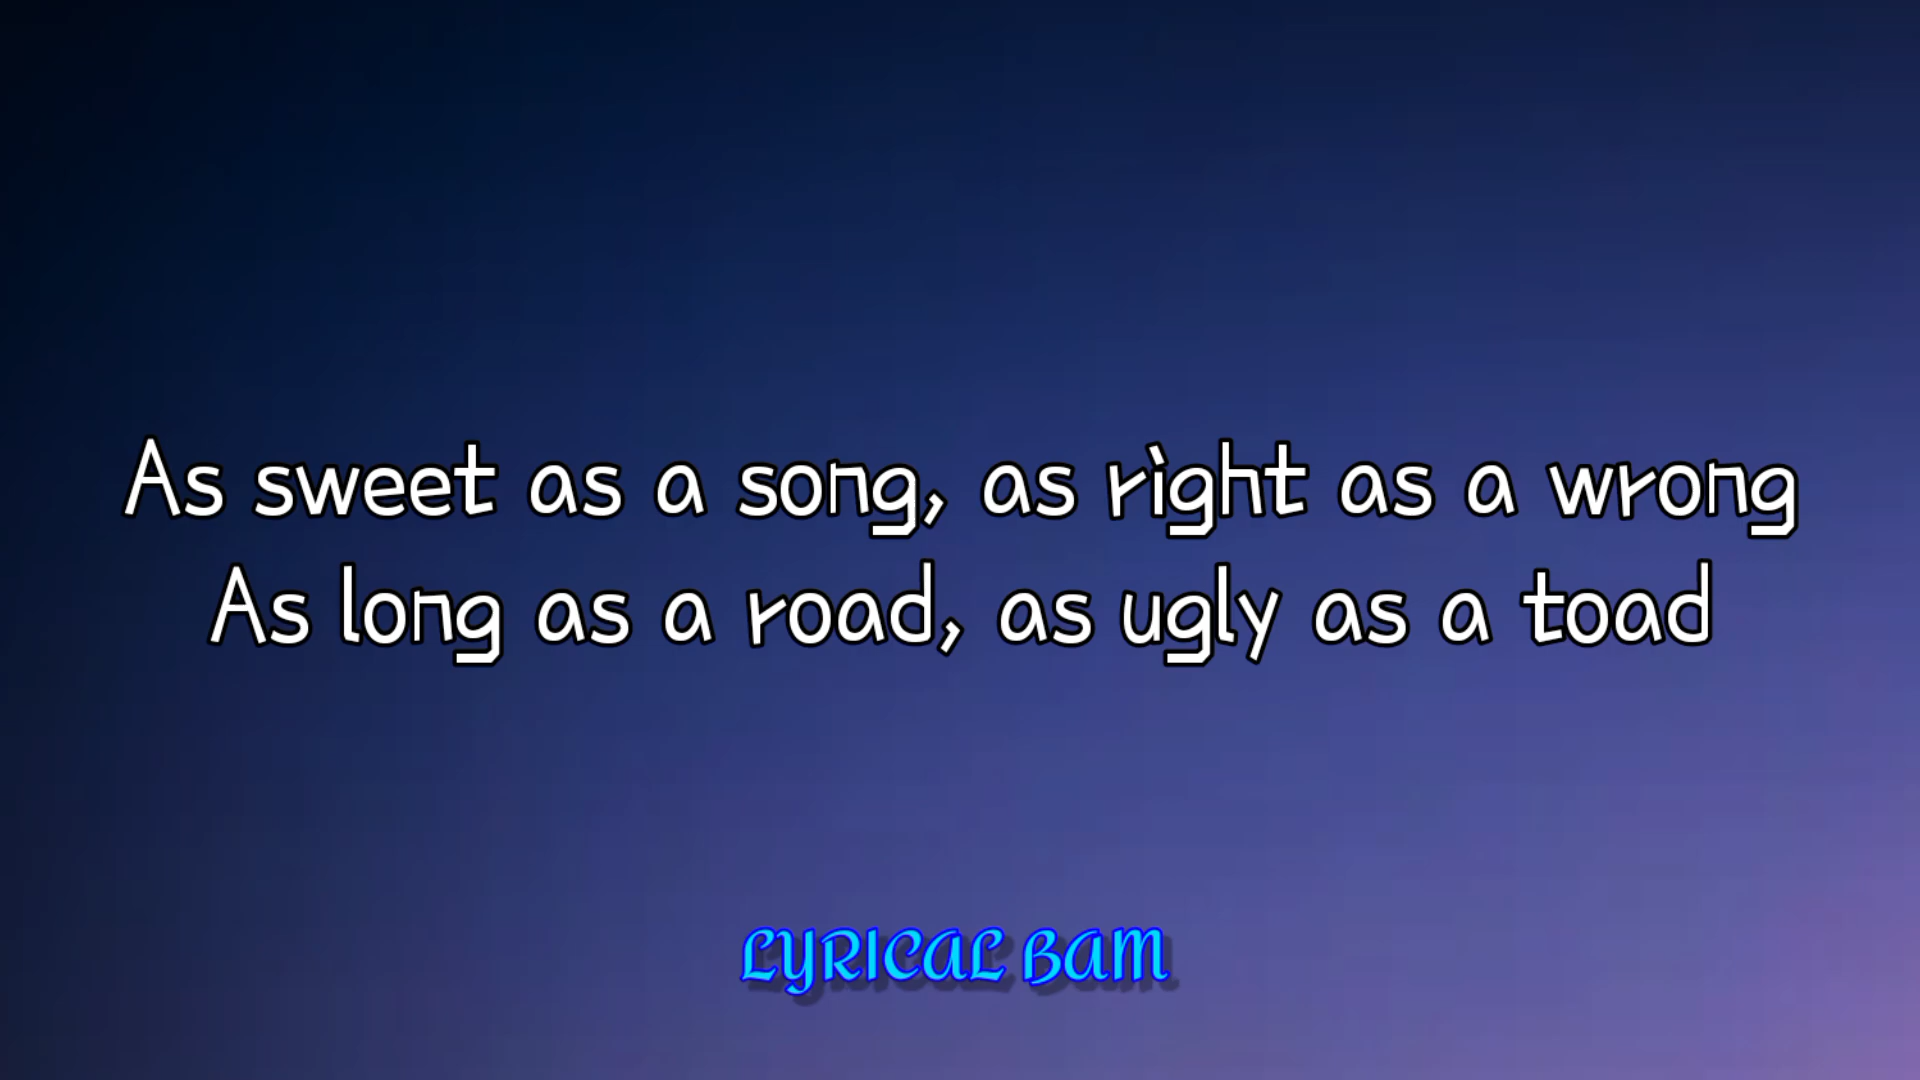 As sweet as a song, as right as a wrong
As long as a road, as ugly as a toad
LYRICAL BAM